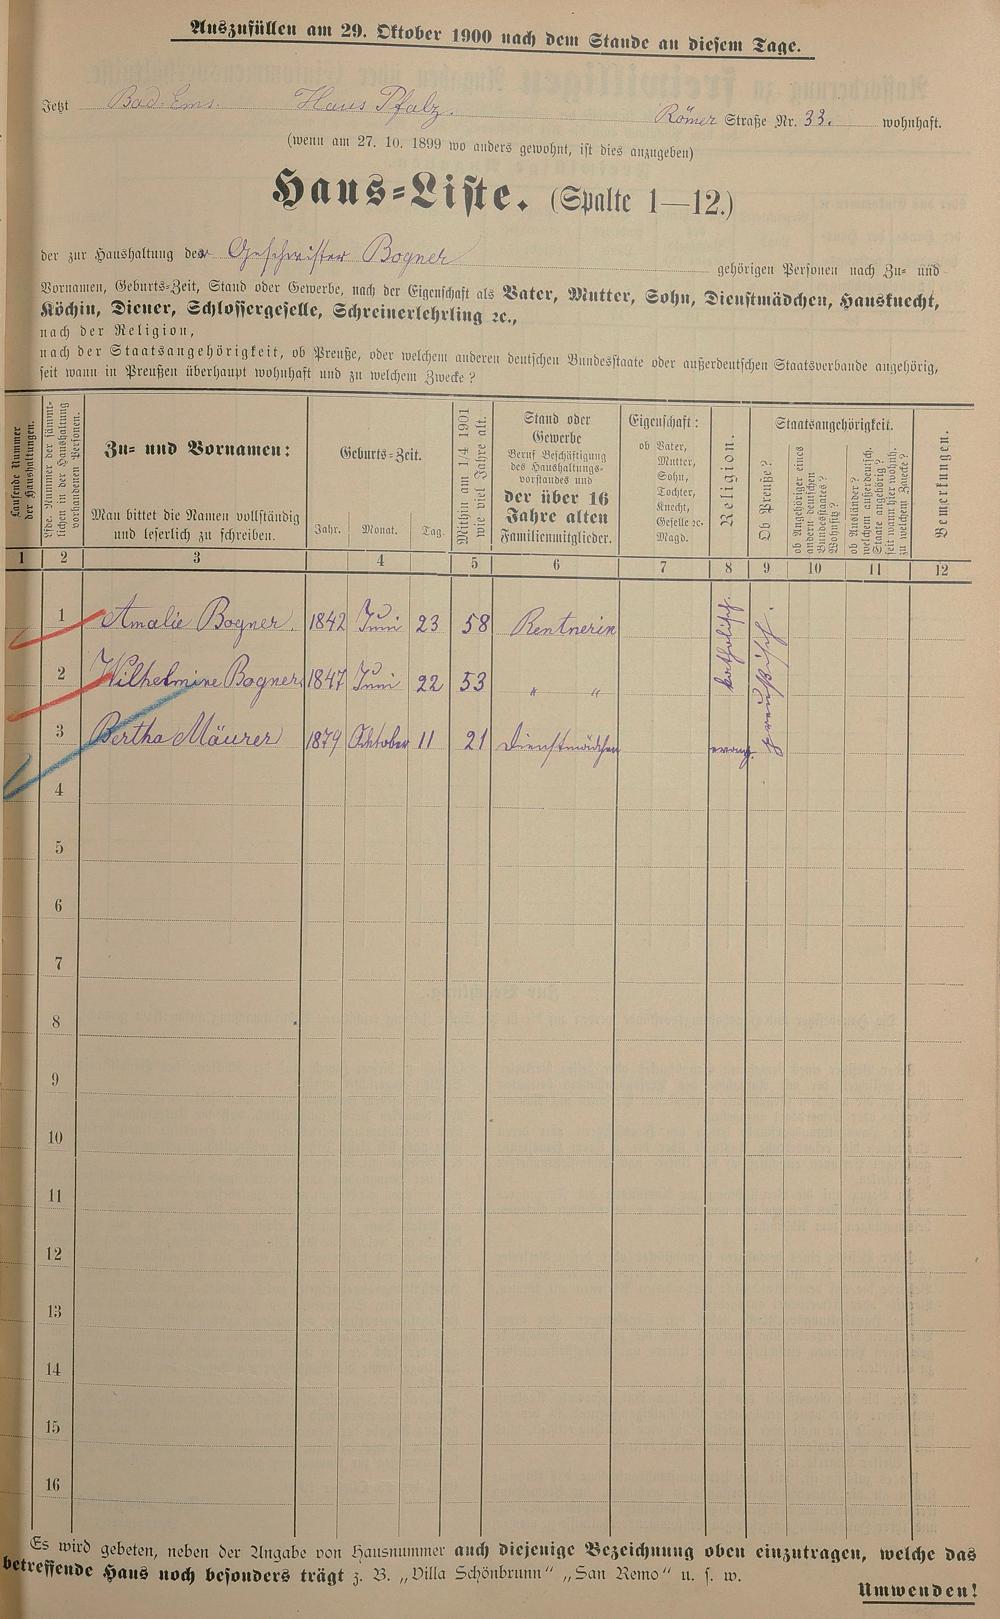 Auszufüllen am 29. Oktober 1900 nach dem Stande an diesem Tage.
Jetzt Bad-Ems. Haus Pfalz. Römer Straße Nr. 33. wohnhaft.
(wenn am 27. 10. 1899 wo anders gewohnt, ist dies anzugeben)
Haus=Liste. (Spalte 1—12.)
der zur Haushaltung der Geschwister Bogner gehörigen Personen nach Zu= und
Vornamen, Geburts=Zeit, Stand oder Gewerbe, nach der Eigenschaft als Vater, Mutter, Sohn, Dienstmädchen, Hausknecht,
Köchin, Diener, Schlossergeselle, Schreinerlehrling ꝛc.,
nach der Religion,
nach der Staatsangehörigkeit, ob Preuße, oder welchem anderen deutschen Bundesstaate oder außerdeutschen Staatsverbande angehörig,
seit wann in Preußen überhaupt wohnhaft und zu welchem Zwecke?
Laufende Nummer
der Haushaltungen.
Lfde. Nummer der sämmt=
lichen in der Haushaltung
vorhandenen Personen.
Zu= und Vornamen:
Man bittet die Namen vollständig
und leserlich zu schreiben.
Geburts=Zeit.
Jahr. Monat. Tag.
Mithin am 1/4 1901
wie viel Jahre alt.
Stand oder
Gewerbe
Beruf Beschäftigung
des Haushaltungs=
vorstandes und
der über 16
Jahre alten
Familienmitglieder.
Eigenschaft:
ob Vater,
Mutter,
Sohn,
Tochter,
Knecht,
Geselle ꝛc.
Magd.
Religion.
Staatsangehörigkeit.
Ob Preuße?
ob Angehöriger eines
andern deutschen
Bundesstaates?
Wohnsitz?
ob Ausländer?
welchem außerdeutsch.
Staate angehörig?
seit wann hier wohnh.
zu welchem Zwecke?
Bemerkungen.
1 2 3 4 5 6 7 8 9 10 11 12
1 Amalie Bogner. 1842 Juni 23 58 Rentnerin katholisch. preußisch.
2 Wilhelmine Bogner 1847 Juni 22 53 " "
3 Bertha Mäurer 1879 Oktober 11 21 Dienstmädchen evang.
4
5
6
7
8
9
10
11
12
13
14
15
16
Es wird gebeten, neben der Angabe von Hausnummer auch diejenige Bezeichnung oben einzutragen, welche das
betreffende Haus noch besonders trägt z. B. „Villa Schönbrunn" „San Remo" u. s. w.
Umwenden!